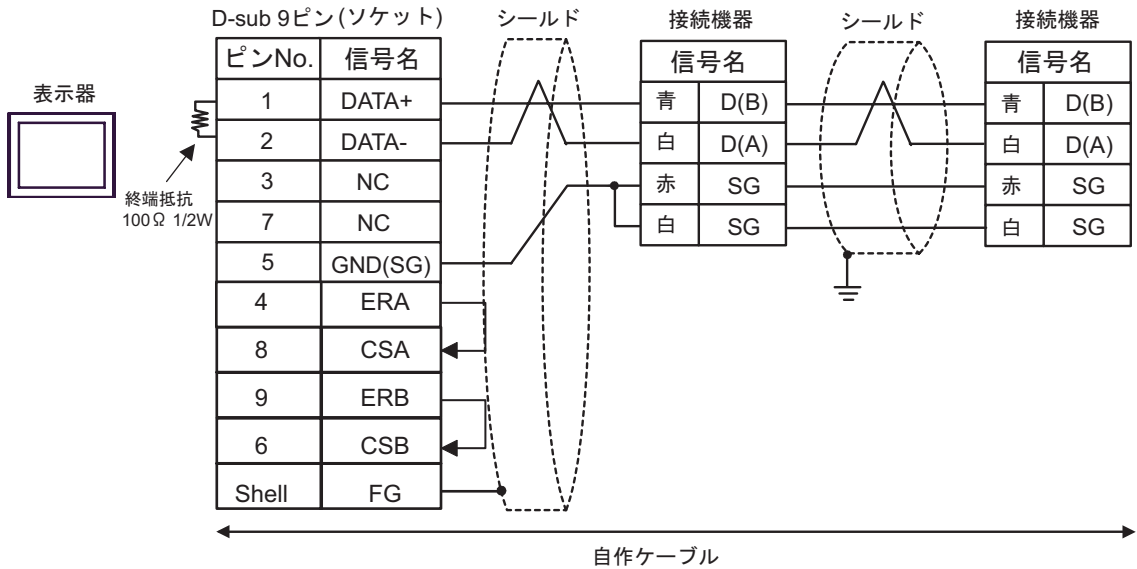 D-sub 9ピン(ソケット) シールド 接続機器 シールド 接続機器
ピンNo. 信号名 信号名 信号名
表示器
1 DATA+ 青 D(B) 青 D(B)
2 DATA- 白 D(A) 白 D(A)
3 NC 赤 SG 赤 SG
終端抵抗
100Ω 1/2W
7 NC 白 SG 白 SG
5 GND(SG)
4 ERA
8 CSA
9 ERB
6 CSB
Shell FG
自作ケーブル